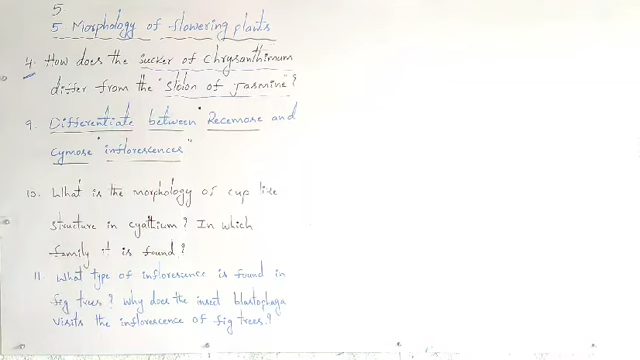 5
5 Morphology of flowering plants
4. How does the sucker of chrysanthimum
differ from the "stolon of Jasmine"?
9. Differentiate between "Recemose and
cymose inflorescences"
10. What is the morphology of cup like
structure in cyathium? In which
family it is found?
11. What type of inflorescence is found in
fig trees? why does the insect blastophaga
visits the inflorescence of fig trees?